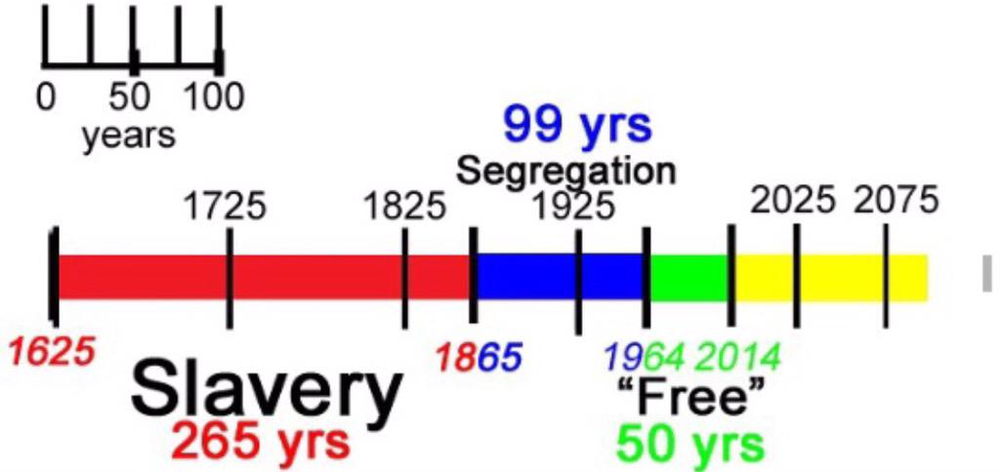 0 50 100
years
99 yrs
Segregation
1725 1825 1925 2025 2075
1625 1865 1964 2014
Slavery "Free"
265 yrs 50 yrs